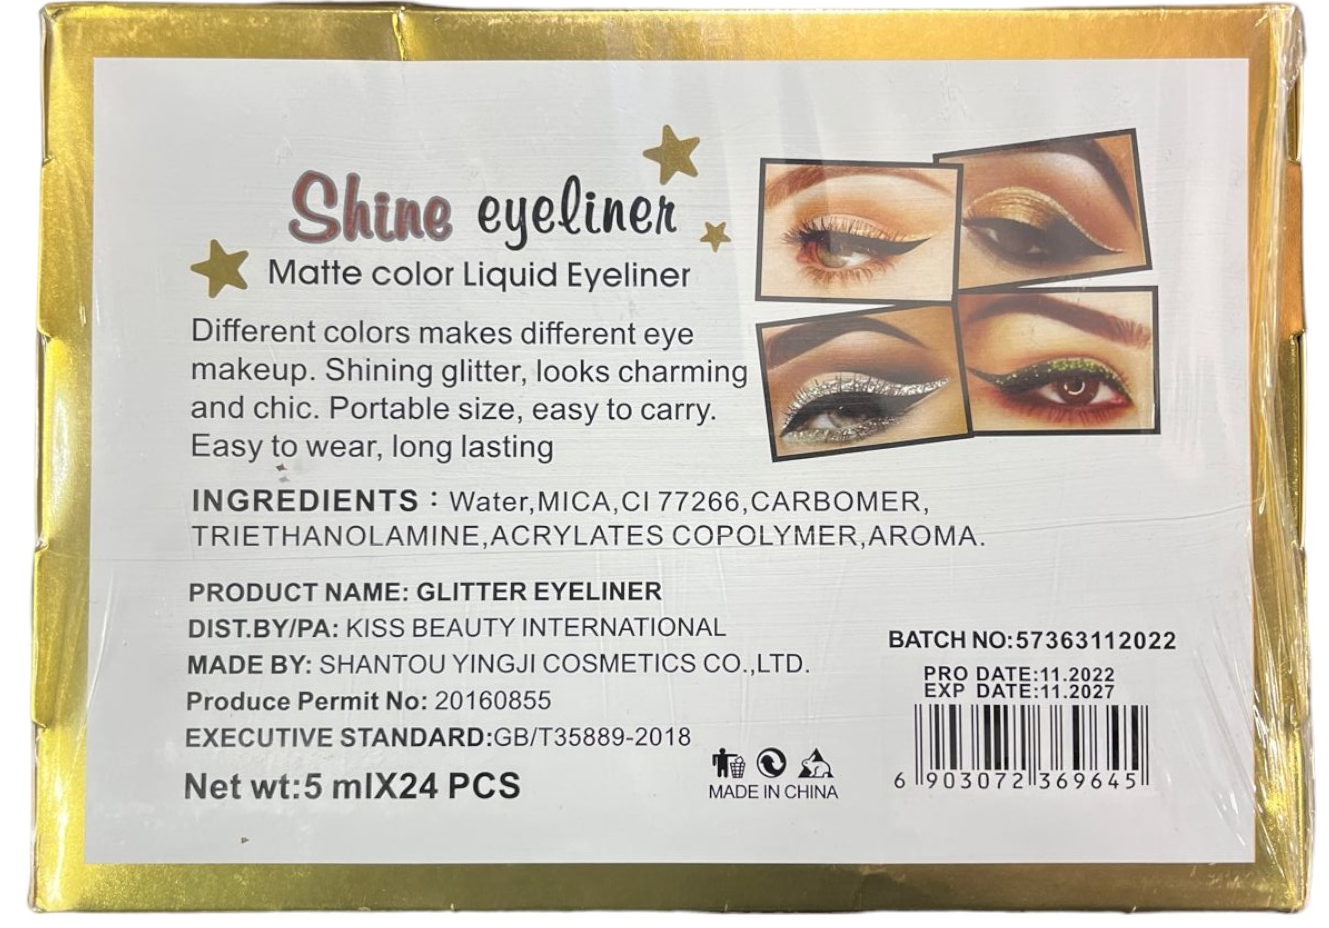 Shine eyeliner
Matte color Liquid Eyeliner
Different colors makes different eye
makeup. Shining glitter, looks charming
and chic. Portable size, easy to carry.
Easy to wear, long lasting
INGREDIENTS : Water,MICA,CI 77266,CARBOMER,
TRIETHANOLAMINE,ACRYLATES COPOLYMER,AROMA.
PRODUCT NAME: GLITTER EYELINER
DIST.BY/PA: KISS BEAUTY INTERNATIONAL
MADE BY: SHANTOU YINGJI COSMETICS CO.,LTD.
Produce Permit No: 20160855
EXECUTIVE STANDARD:GB/T35889-2018
Net wt:5 mlX24 PCS
MADE IN CHINA
BATCH NO:57363112022
PRO DATE:11.2022
EXP DATE:11.2027
6 903072 369645